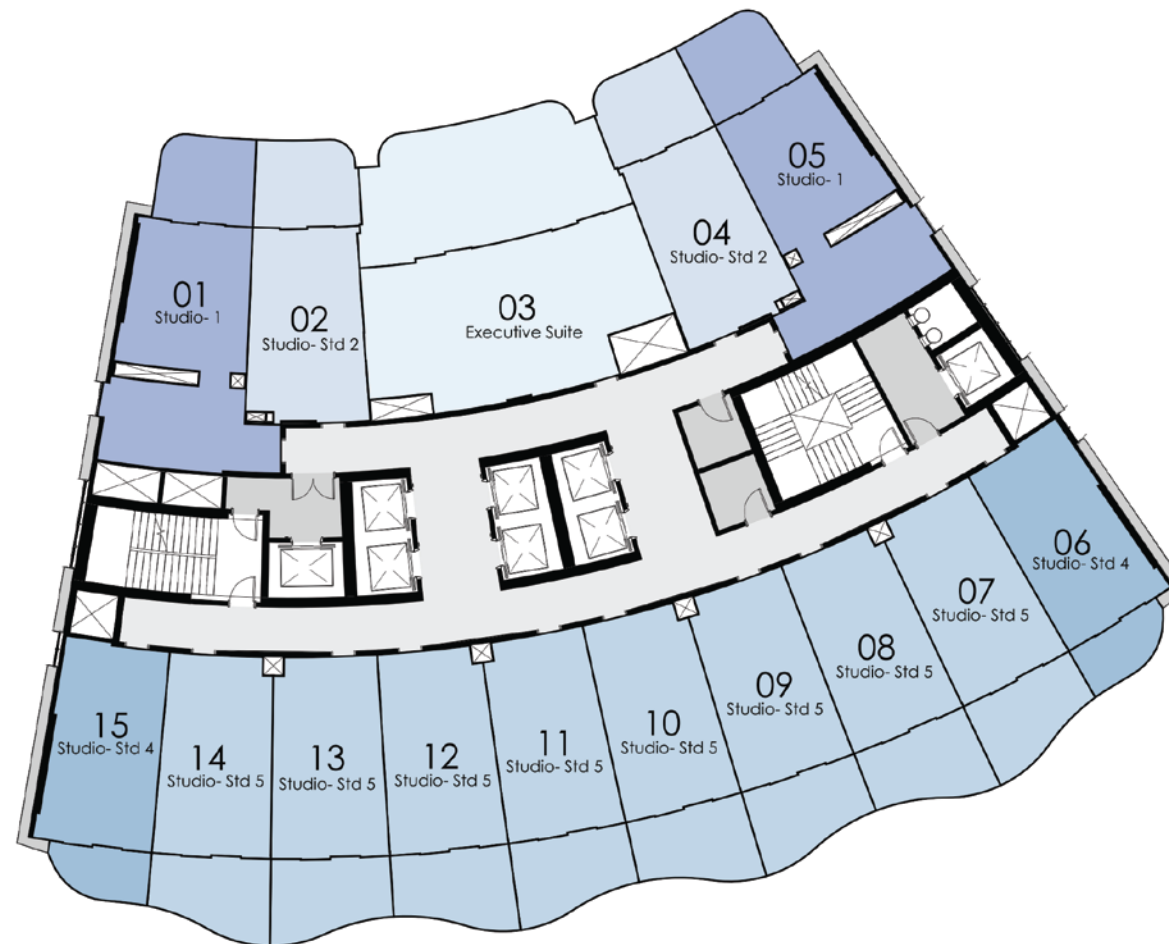 01
Studio- 1
02
Studio- Std 2
03
Executive Suite
04
Studio- Std 2
05
Studio- 1
06
Studio- Std 4
07
Studio- Std 5
08
Studio- Std 5
09
Studio- Std 5
10
Studio- Std 5
11
Studio- Std 5
12
Studio- Std 5
13
Studio- Std 5
14
Studio- Std 5
15
Studio- Std 4